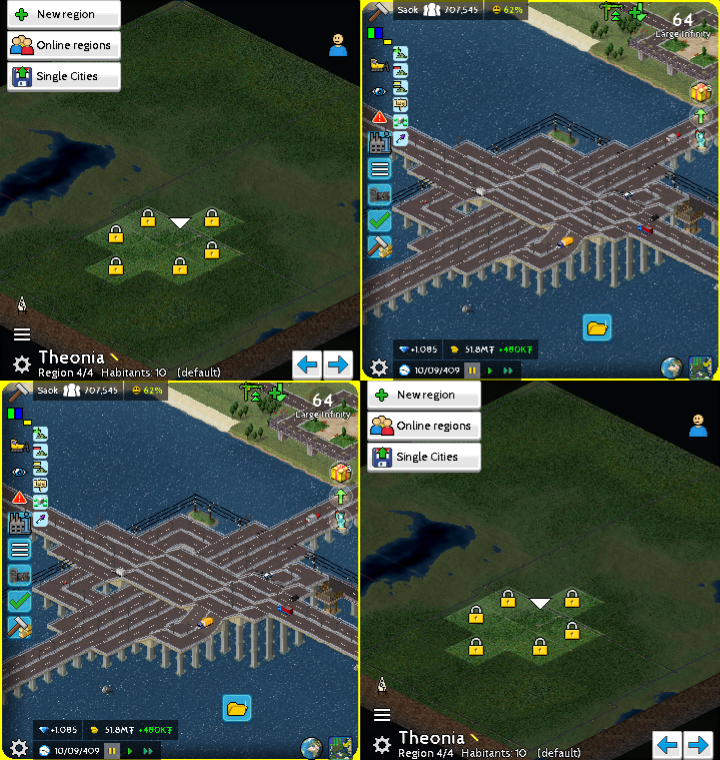 New region
Online regions
Single Cities
Theonia
Region 4/4 Habitants: 10 (default)
Saok 707,545 62%
64
Large Infinity
+1.085 51.8M₮ +480K₮
10/09/409
Saok 707,545 62%
64
Large Infinity
+1.085 51.8M₮ +480K₮
10/09/409
New region
Online regions
Single Cities
Theonia
Region 4/4 Habitants: 10 (default)